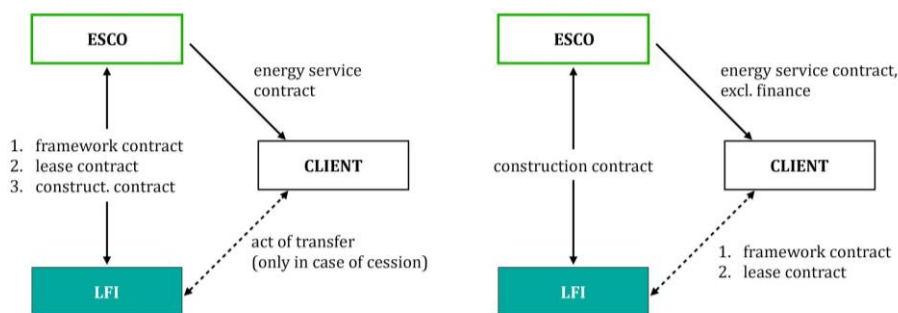 ESCO
energy service
contract
1. framework contract
2. lease contract
3. construct. contract
CLIENT
act of transfer
(only in case of cession)
LFI
ESCO
energy service contract,
excl. finance
construction contract
CLIENT
1. framework contract
2. lease contract
LFI